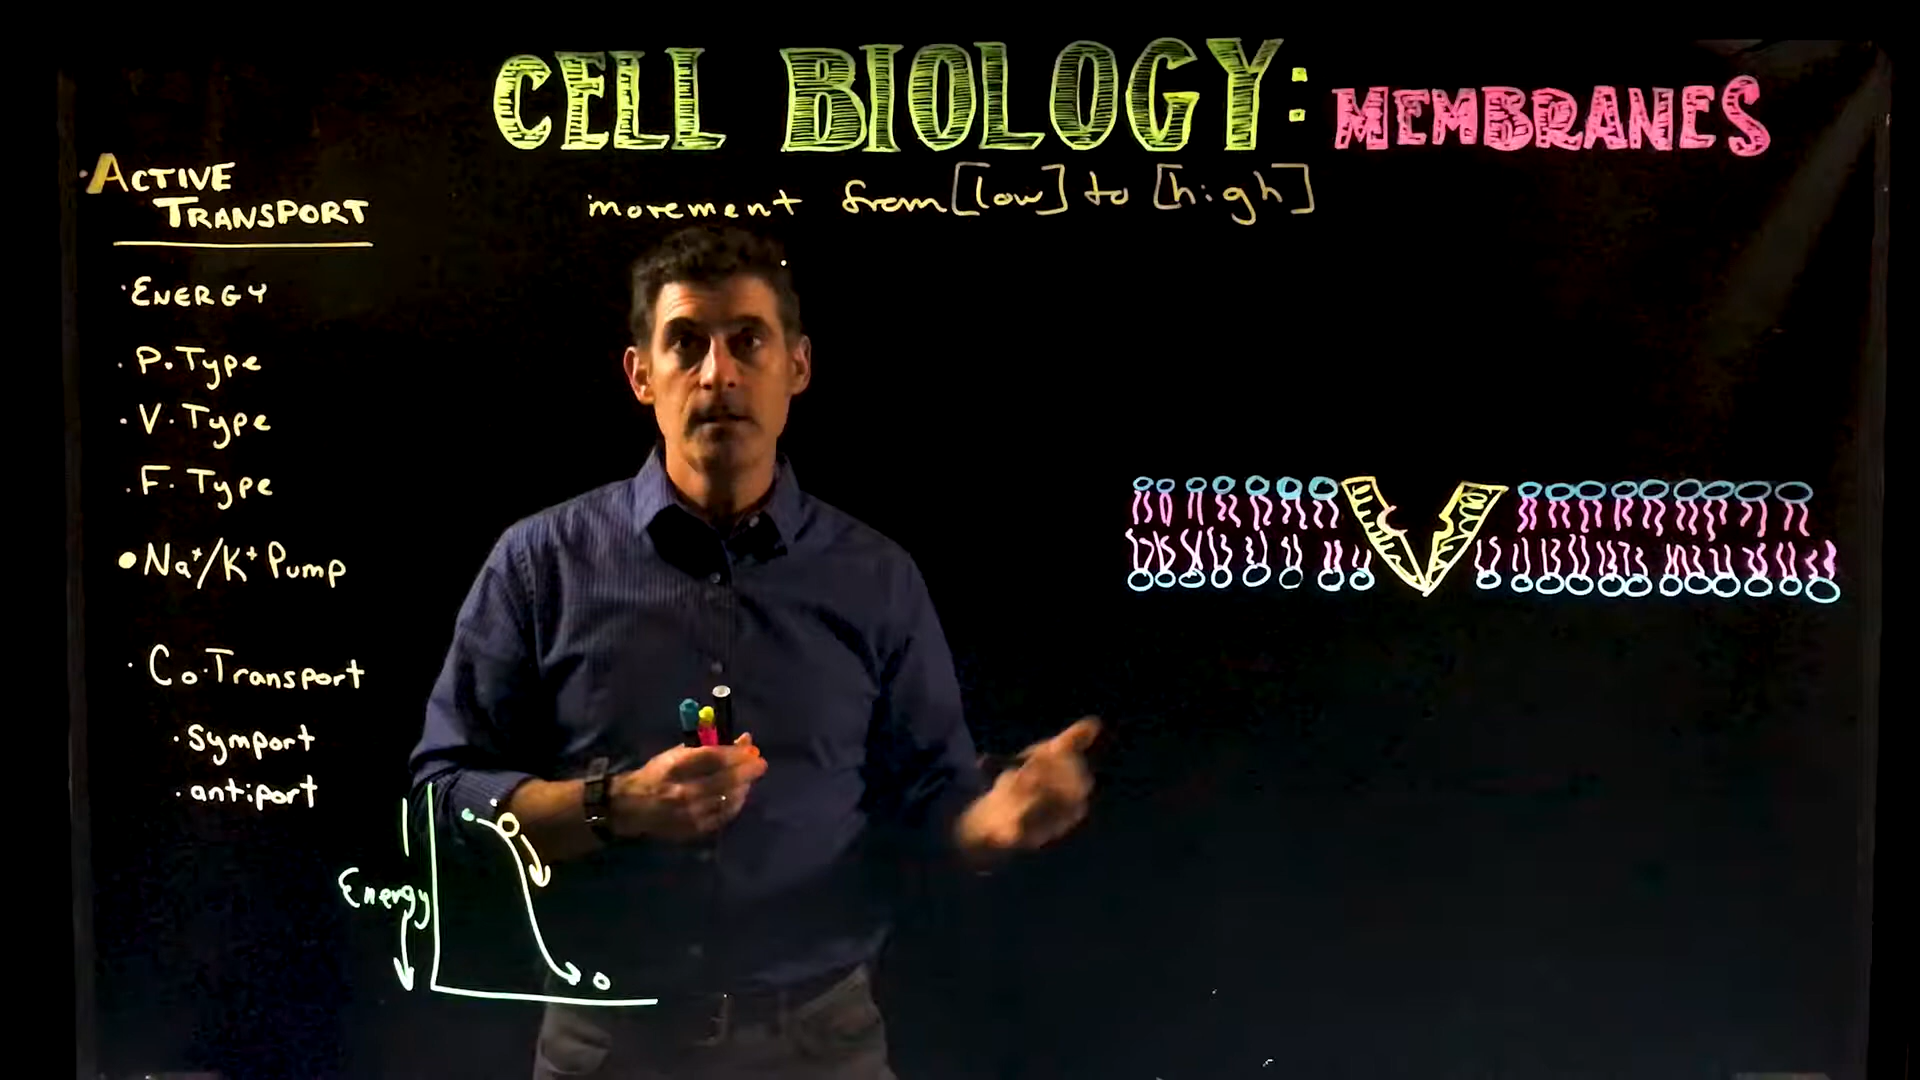 CELL BIOLOGY: MEMBRANES
ACTIVE
TRANSPORT
movement from [low] to [high]
· ENERGY
· P. Type
· V. Type
· F. Type
• Na⁺/K⁺ Pump
· Co-Transport
· symport
· antiport
Energy